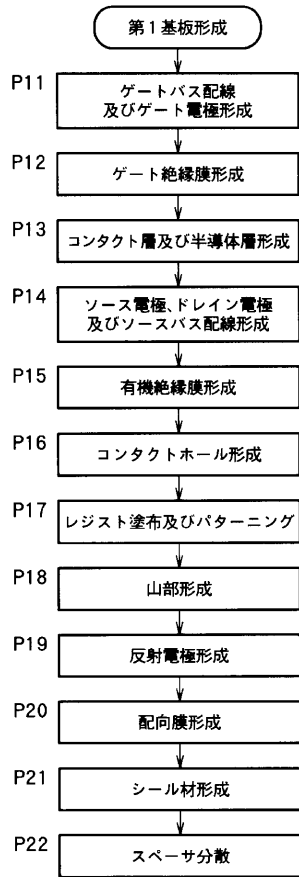 第1基板形成
P11
ゲートバス配線
及びゲート電極形成
P12
ゲート絶縁膜形成
P13
コンタクト層及び半導体層形成
P14
ソース電極、ドレイン電極
及びソースバス配線形成
P15
有機絶縁膜形成
P16
コンタクトホール形成
P17
レジスト塗布及びパターニング
P18
山部形成
P19
反射電極形成
P20
配向膜形成
P21
シール材形成
P22
スペーサ分散